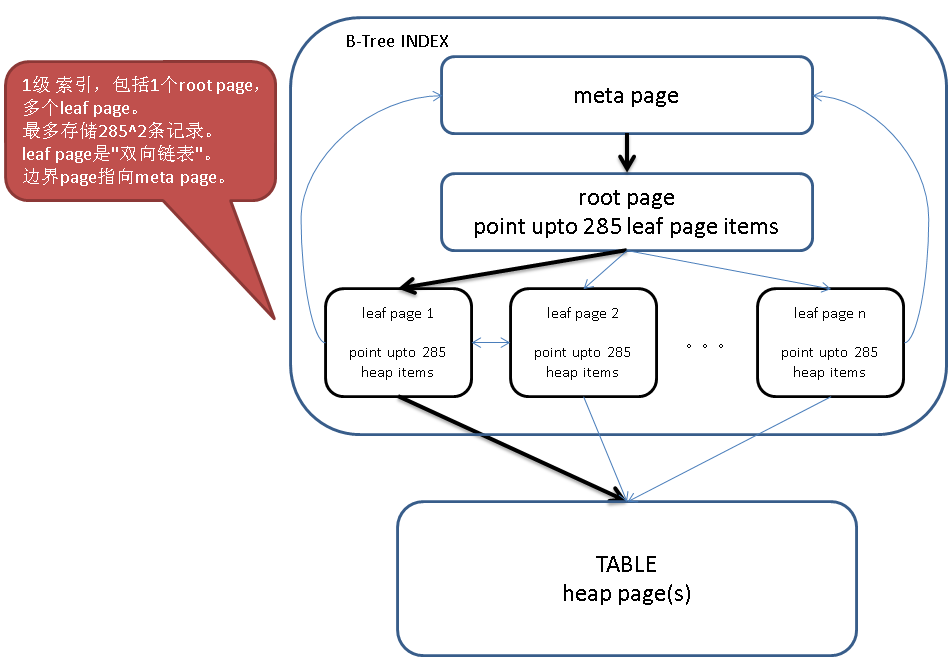 B-Tree INDEX
1级 索引，包括1个root page，
多个leaf page。
最多存储285^2条记录。
leaf page是"双向链表"。
边界page指向meta page。
meta page
root page
point upto 285 leaf page items
leaf page 1
point upto 285
heap items
leaf page 2
point upto 285
heap items
。。。
leaf page n
point upto 285
heap items
TABLE
heap page(s)